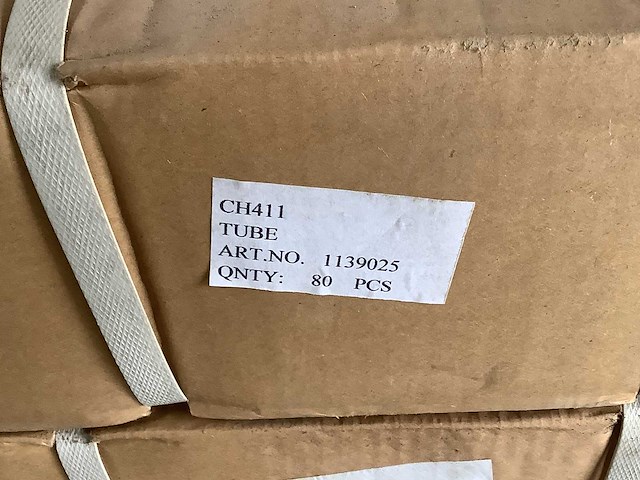 CH411
TUBE
ART.NO. 1139025
QNTY: 80 PCS